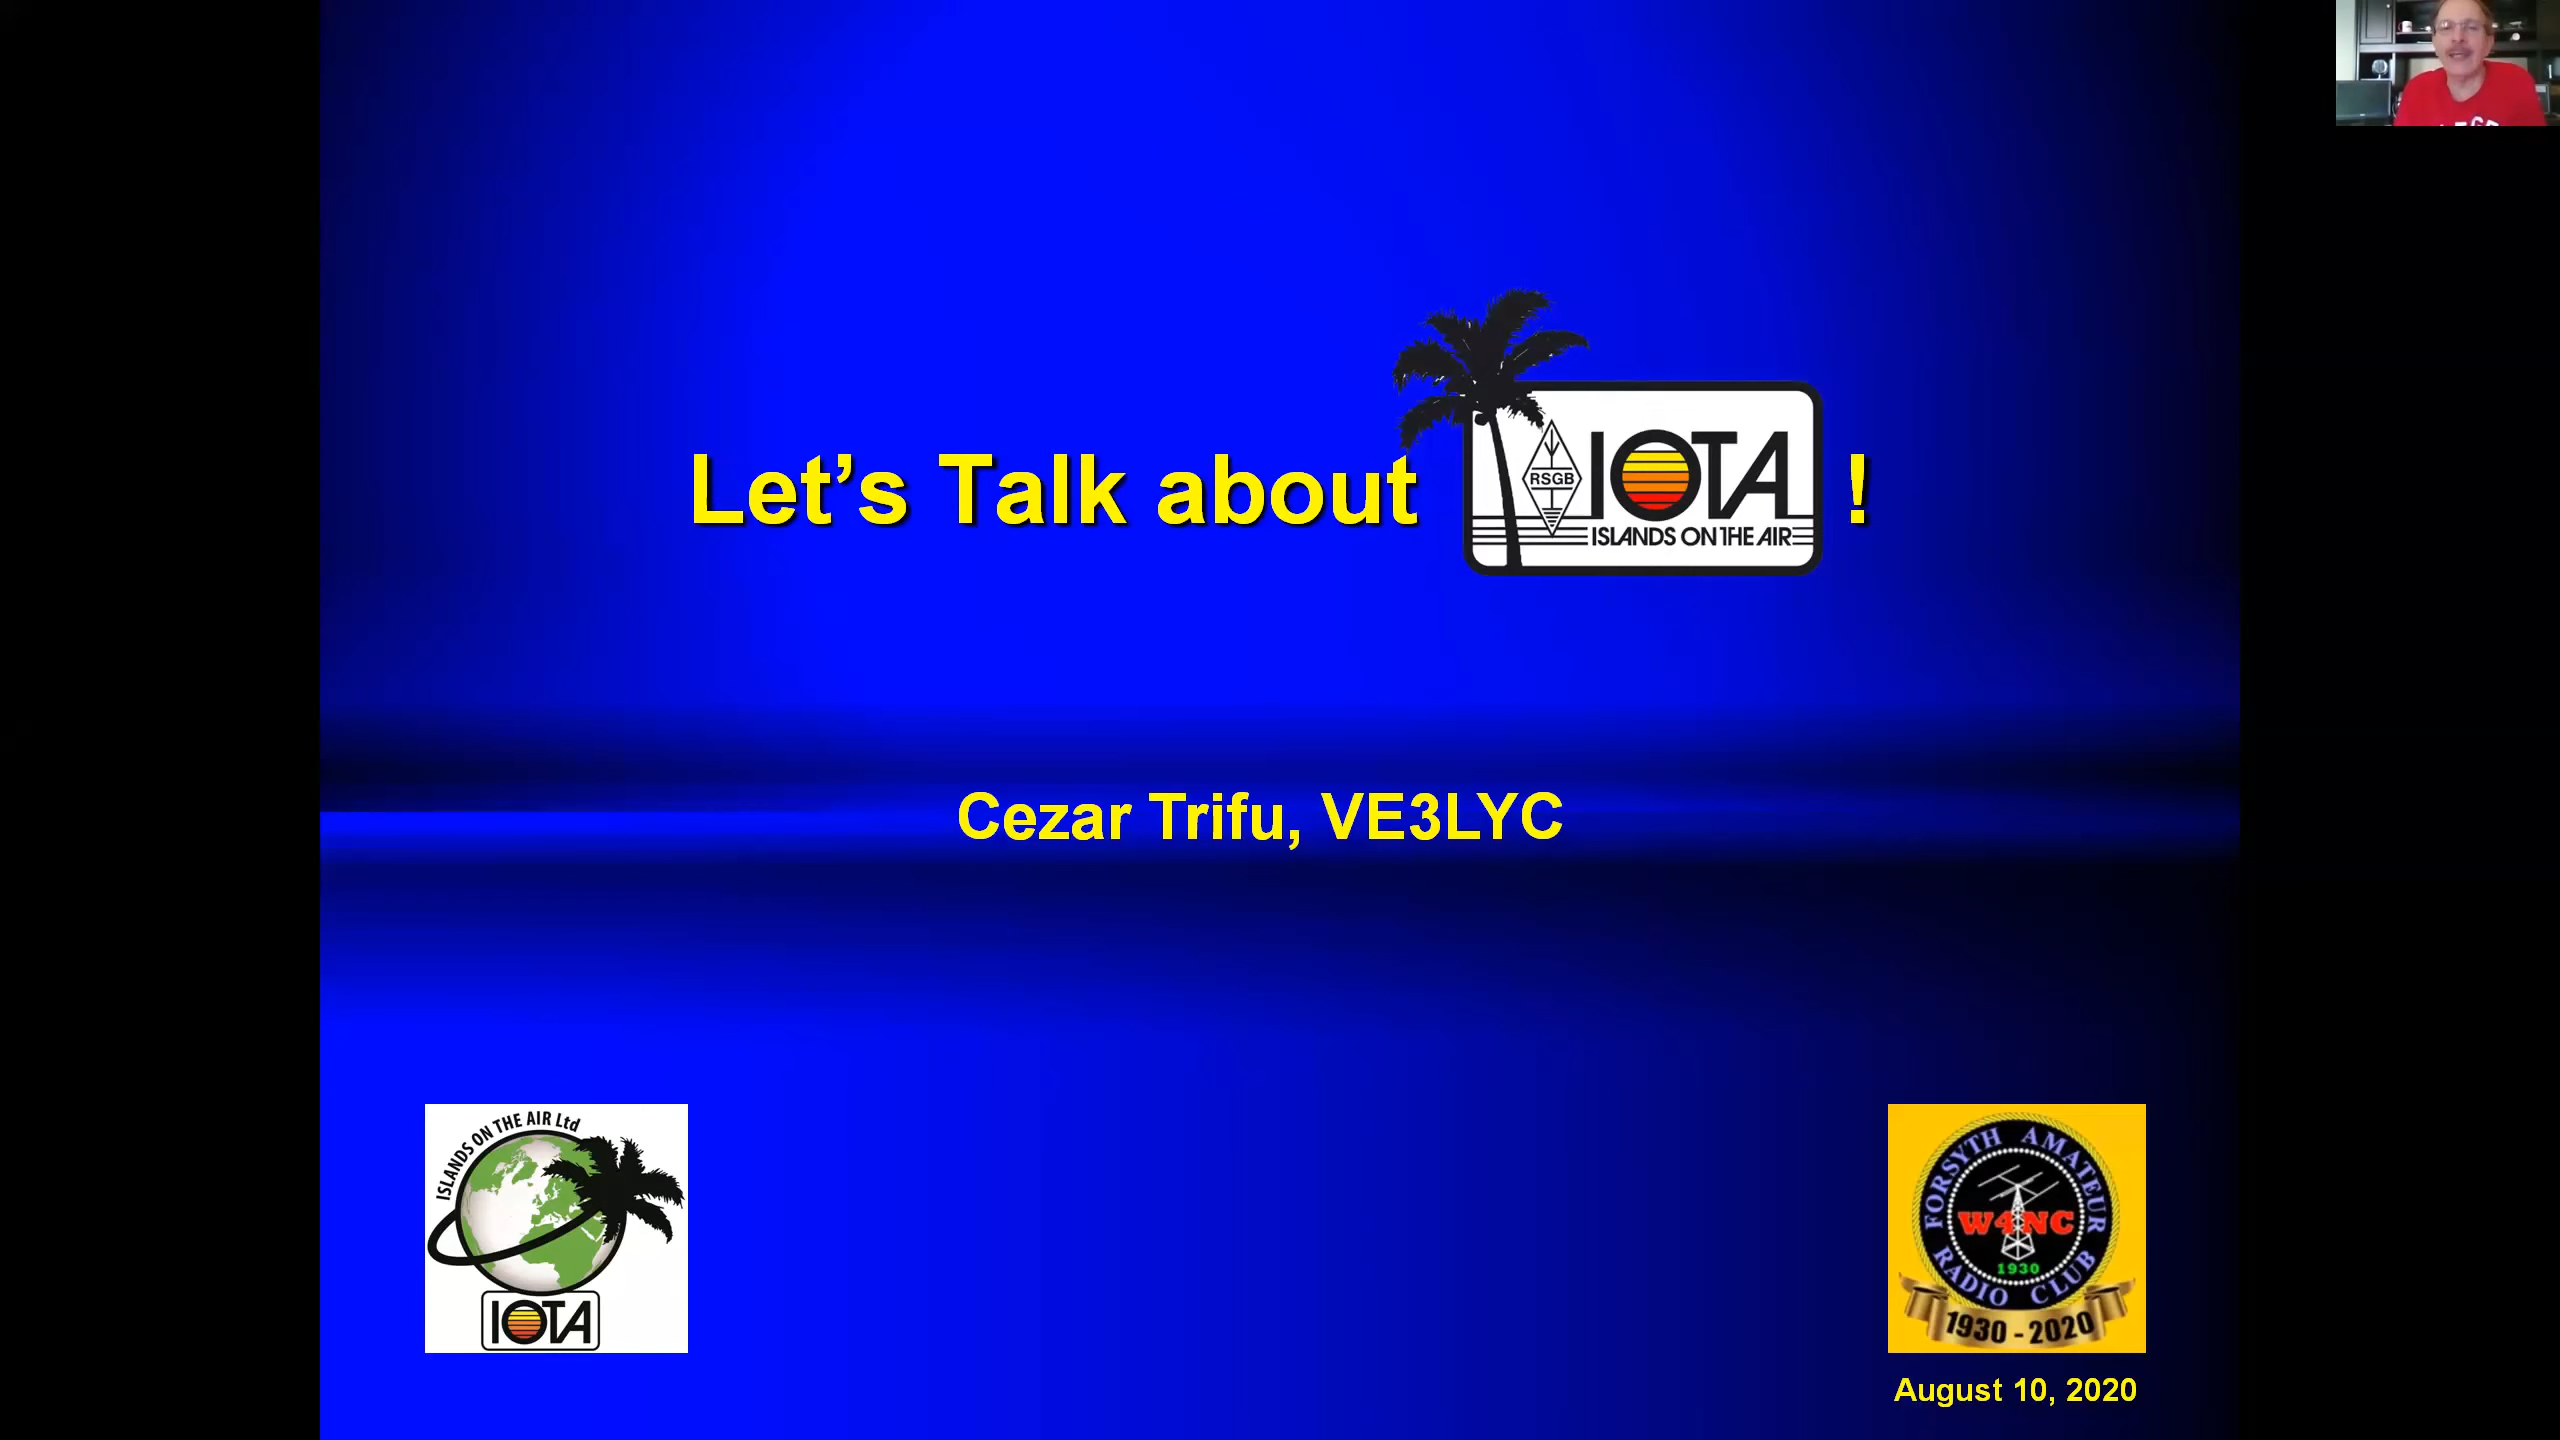 Let’s Talk about
RSGB
IOTA
ISLANDS ON THE AIR
!
Cezar Trifu, VE3LYC
ISLANDS ON THE AIR Ltd
IOTA
FORSYTH AMATEUR
W4NC
1930
RADIO CLUB
1930 - 2020
August 10, 2020